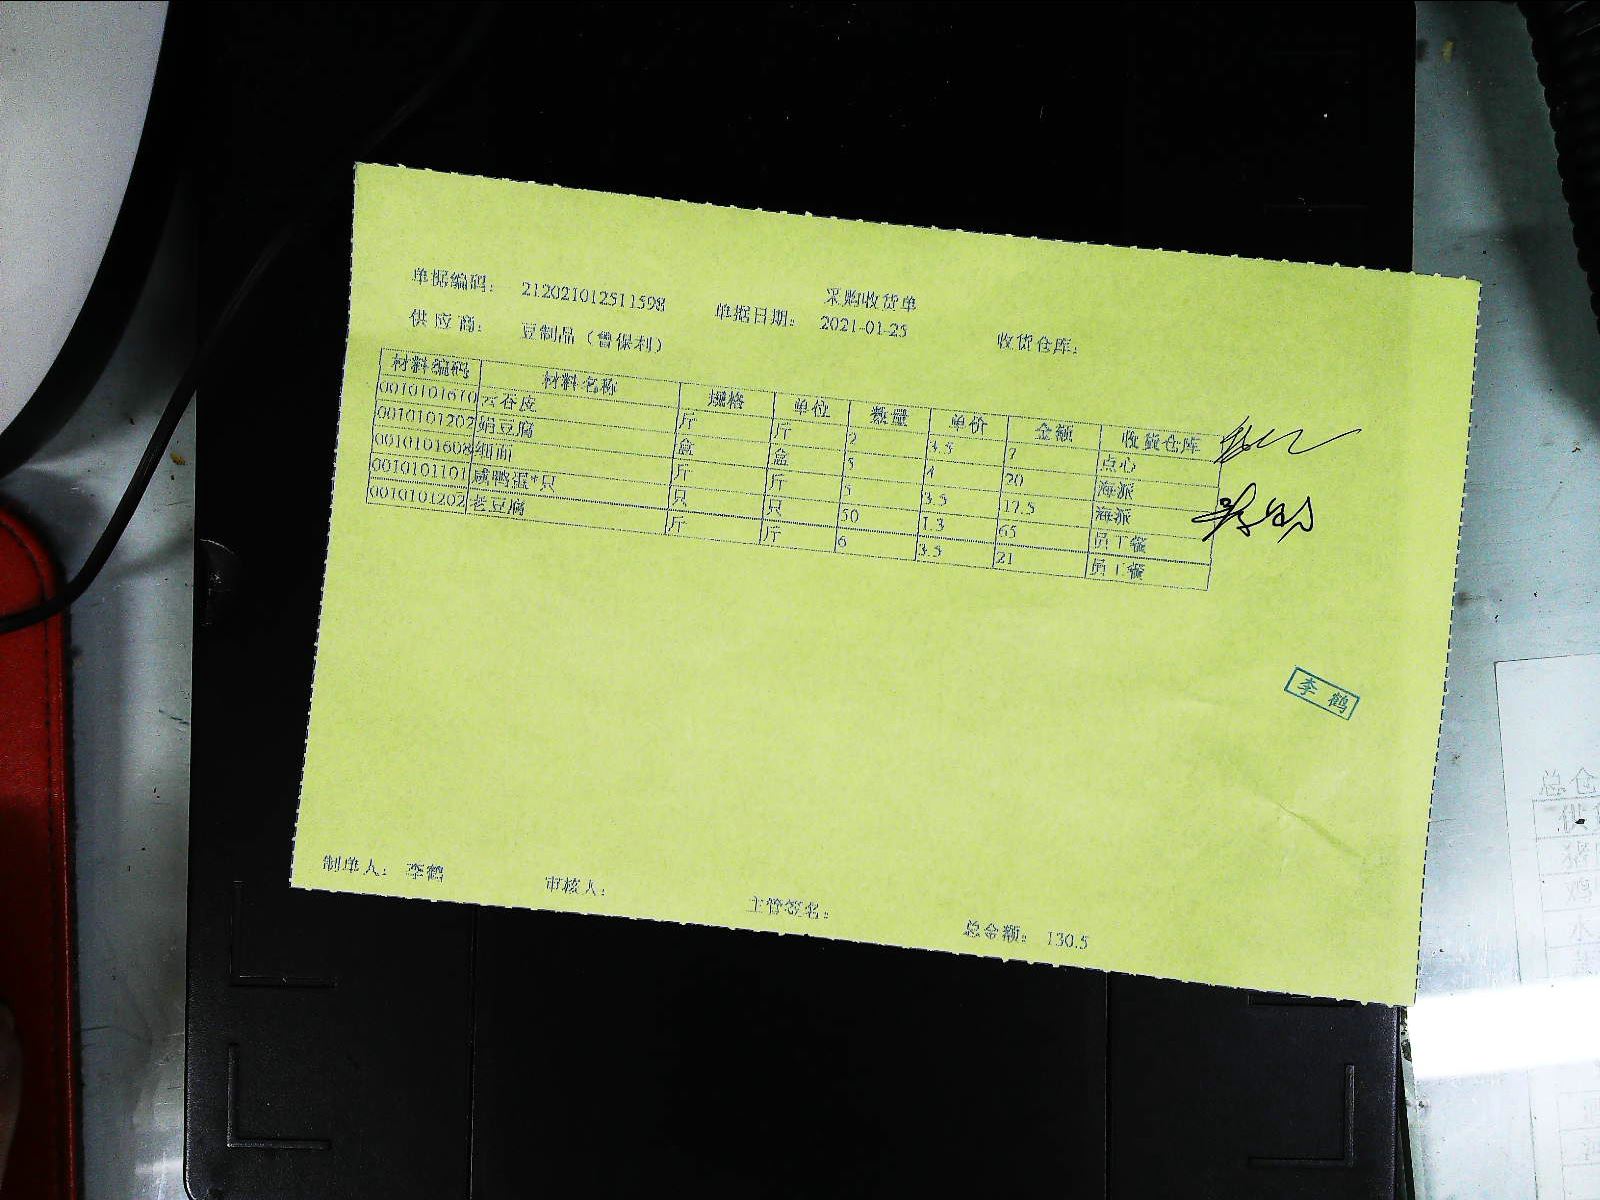 采购收货单
单据编码： 212021012511598 单据日期： 2021-01-25 收货仓库：
供应商： 豆制品（曾保利）
材料编码 材料名称 规格 单位 数量 单价 金额 收货仓库
0010101610 云吞皮 斤 斤 2 3.5 7 点心
0010101202 绢豆腐 盒 盒 5 4 20 海派
0010101608 细面 斤 斤 5 3.5 17.5 海派
0010101101 咸鸭蛋*只 只 只 50 1.3 65 员工餐
0010101202 老豆腐 斤 斤 6 3.5 21 员工餐
李鹤
制单人： 李鹤 审核人： 主管签名： 总金额： 130.5
总仓